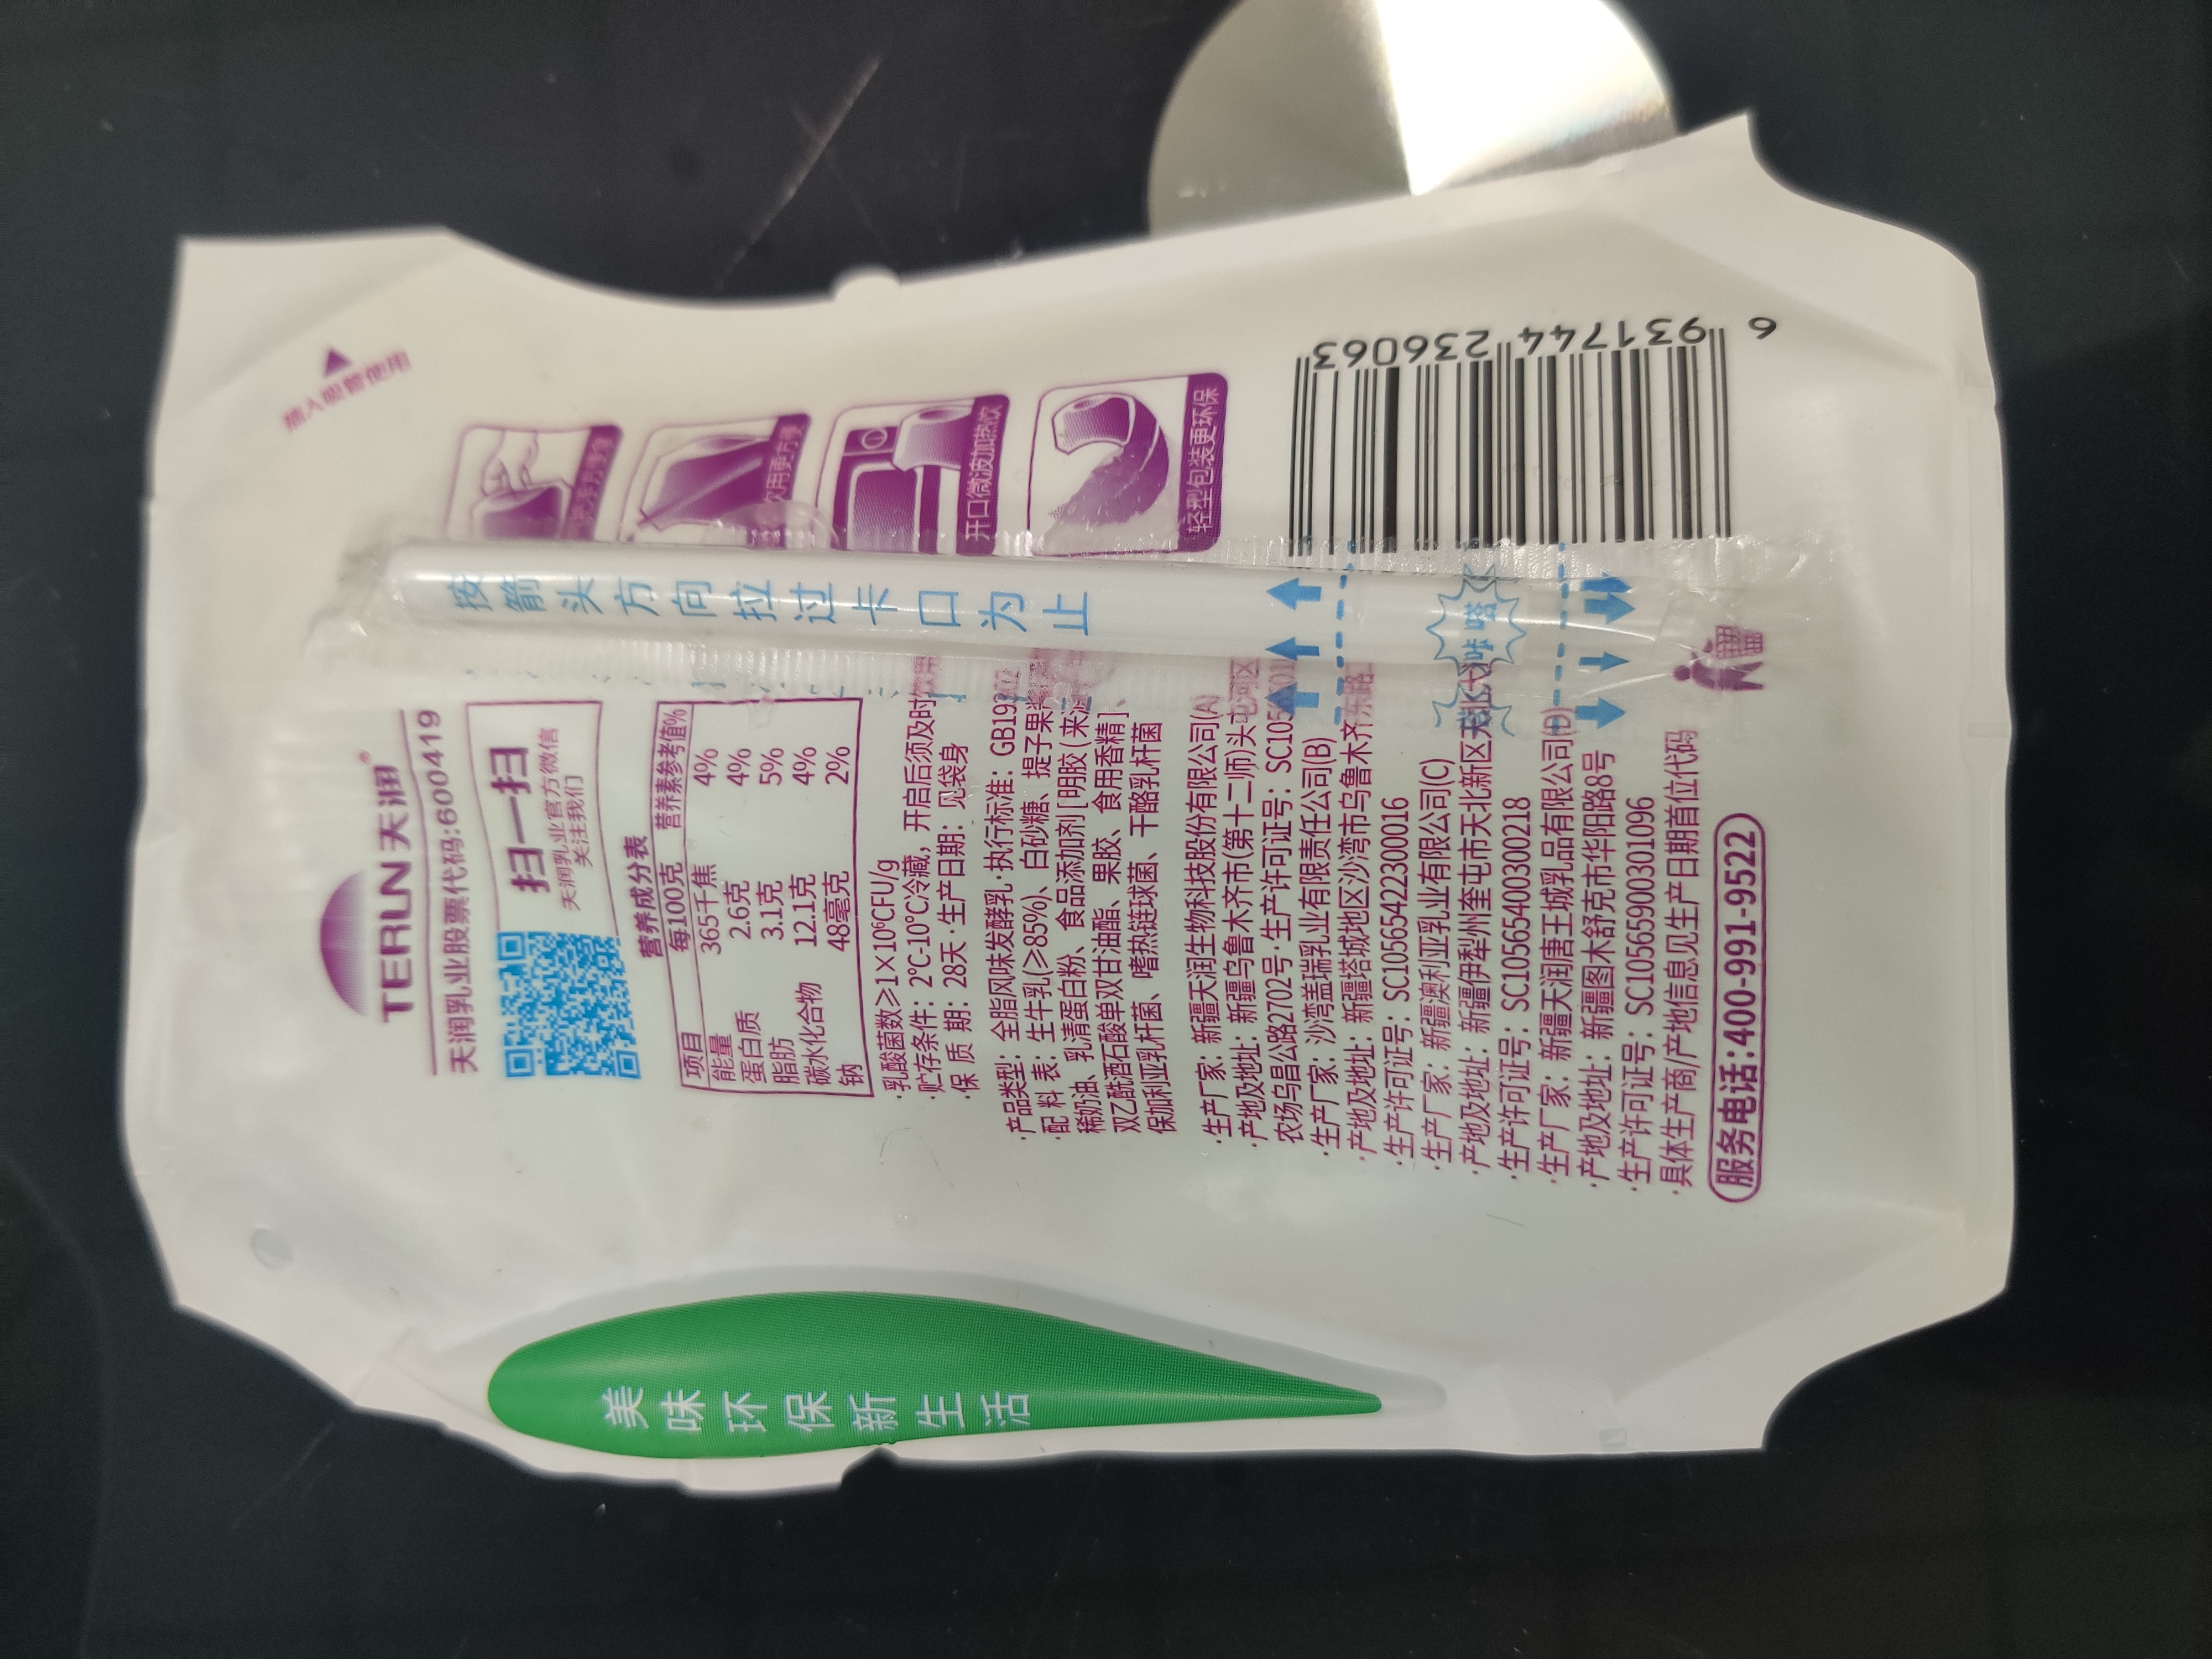 插入吸管使用
TERUN天润®
天润乳业股票代码:600419
扫一扫
天润乳业官方微信
关注我们
营养成分表
项目 每100克 营养素参考值%
能量 365千焦 4%
蛋白质 2.6克 4%
脂肪 3.1克 5%
碳水化合物 12.1克 4%
钠 48毫克 2%
·乳酸菌数≥1×10⁶CFU/g
·贮存条件：2℃-10℃冷藏，开启后须及时饮用
·保 质 期：28天·生产日期：见袋身
·产品类型：全脂风味发酵乳·执行标准：GB193
·配 料 表：生牛乳(≥85%)、白砂糖、提子果
稀奶油、乳清蛋白粉、食品添加剂[明胶(来源
双乙酰酒石酸单双甘油酯、果胶、食用香精]、
保加利亚乳杆菌、嗜热链球菌、干酪乳杆菌
·生产厂家：新疆天润生物科技股份有限公司(A)
·产地及地址：新疆乌鲁木齐市(第十二师)头屯河区
农场乌昌公路2702号·生产许可证号：SC105
·生产厂家：沙湾盖瑞乳业有限责任公司(B)
·产地及地址：新疆塔城地区沙湾市乌鲁木齐东路
·生产许可证号：SC10565422300016
·生产厂家：新疆澳利亚乳业有限公司(C)
·产地及地址：新疆伊犁州奎屯市天北新区天北大
·生产许可证号：SC10565400300218
·生产厂家：新疆天润唐王城乳品有限公司(D)
·产地及地址：新疆图木舒克市华阳路8号
·生产许可证号：SC10565900301096
·具体生产商/产地信息见生产日期首位代码
服务电话:400-991-9522
按箭头方向拉过卡口为止
咔嗒
饮用更方便
开口微波加热饮
轻型包装更环保
6 931744 236063
美味环保新生活